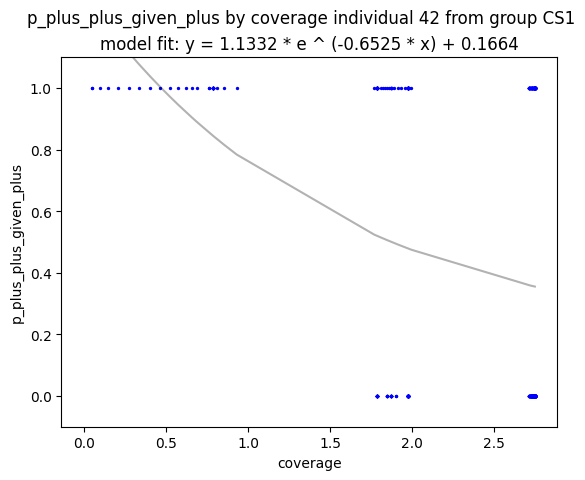 p_plus_plus_given_plus by coverage individual 42 from group CS1
model fit: y = 1.1332 * e ^ (-0.6525 * x) + 0.1664
1.0
0.8
0.6
0.4
0.2
0.0
p_plus_plus_given_plus
0.0 0.5 1.0 1.5 2.0 2.5
coverage